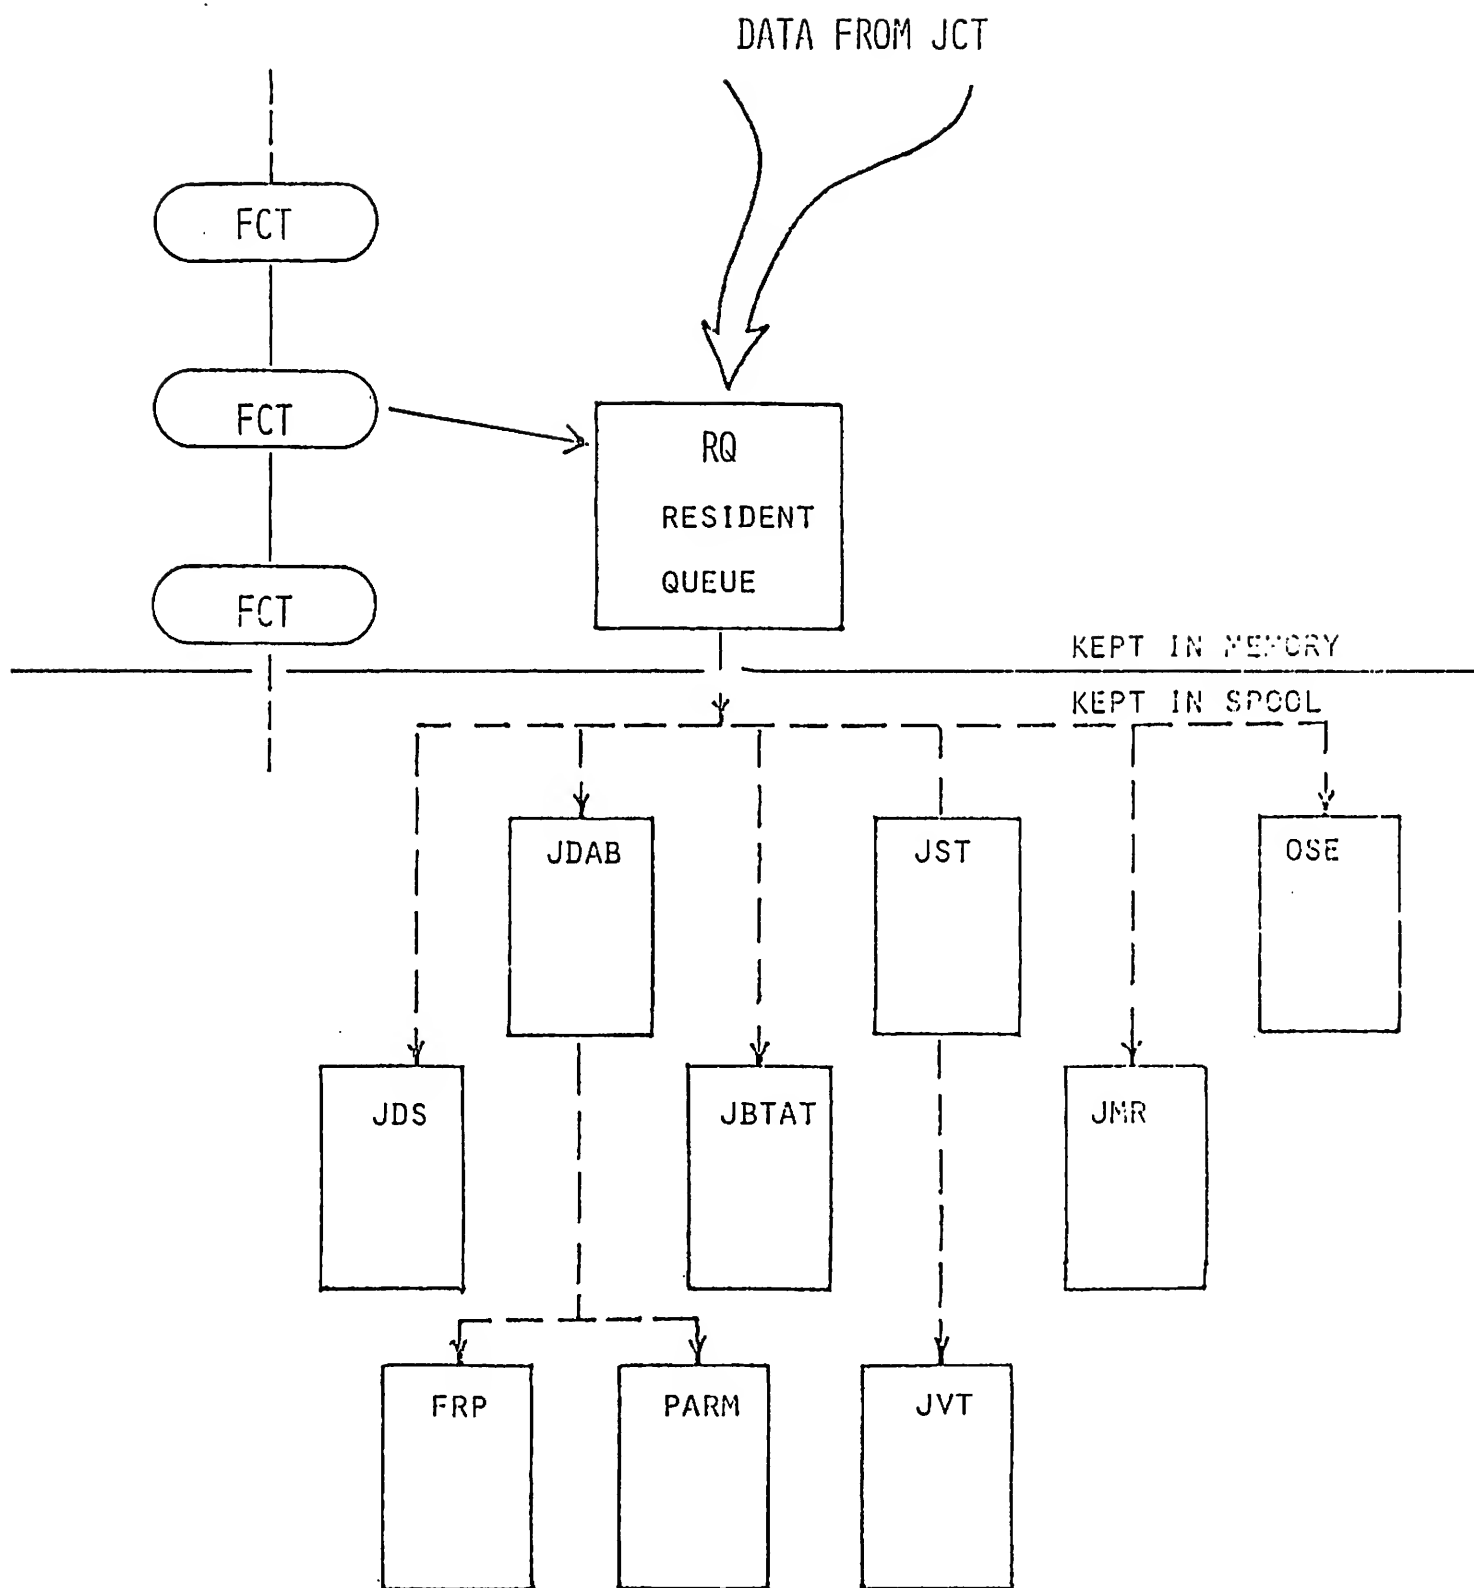 DATA FROM JCT
FCT
FCT
RQ
RESIDENT
QUEUE
FCT
KEPT IN MEMORY
KEPT IN SPOOL
JDAB
JST
OSE
JDS
JBTAT
JMR
FRP
PARM
JVT